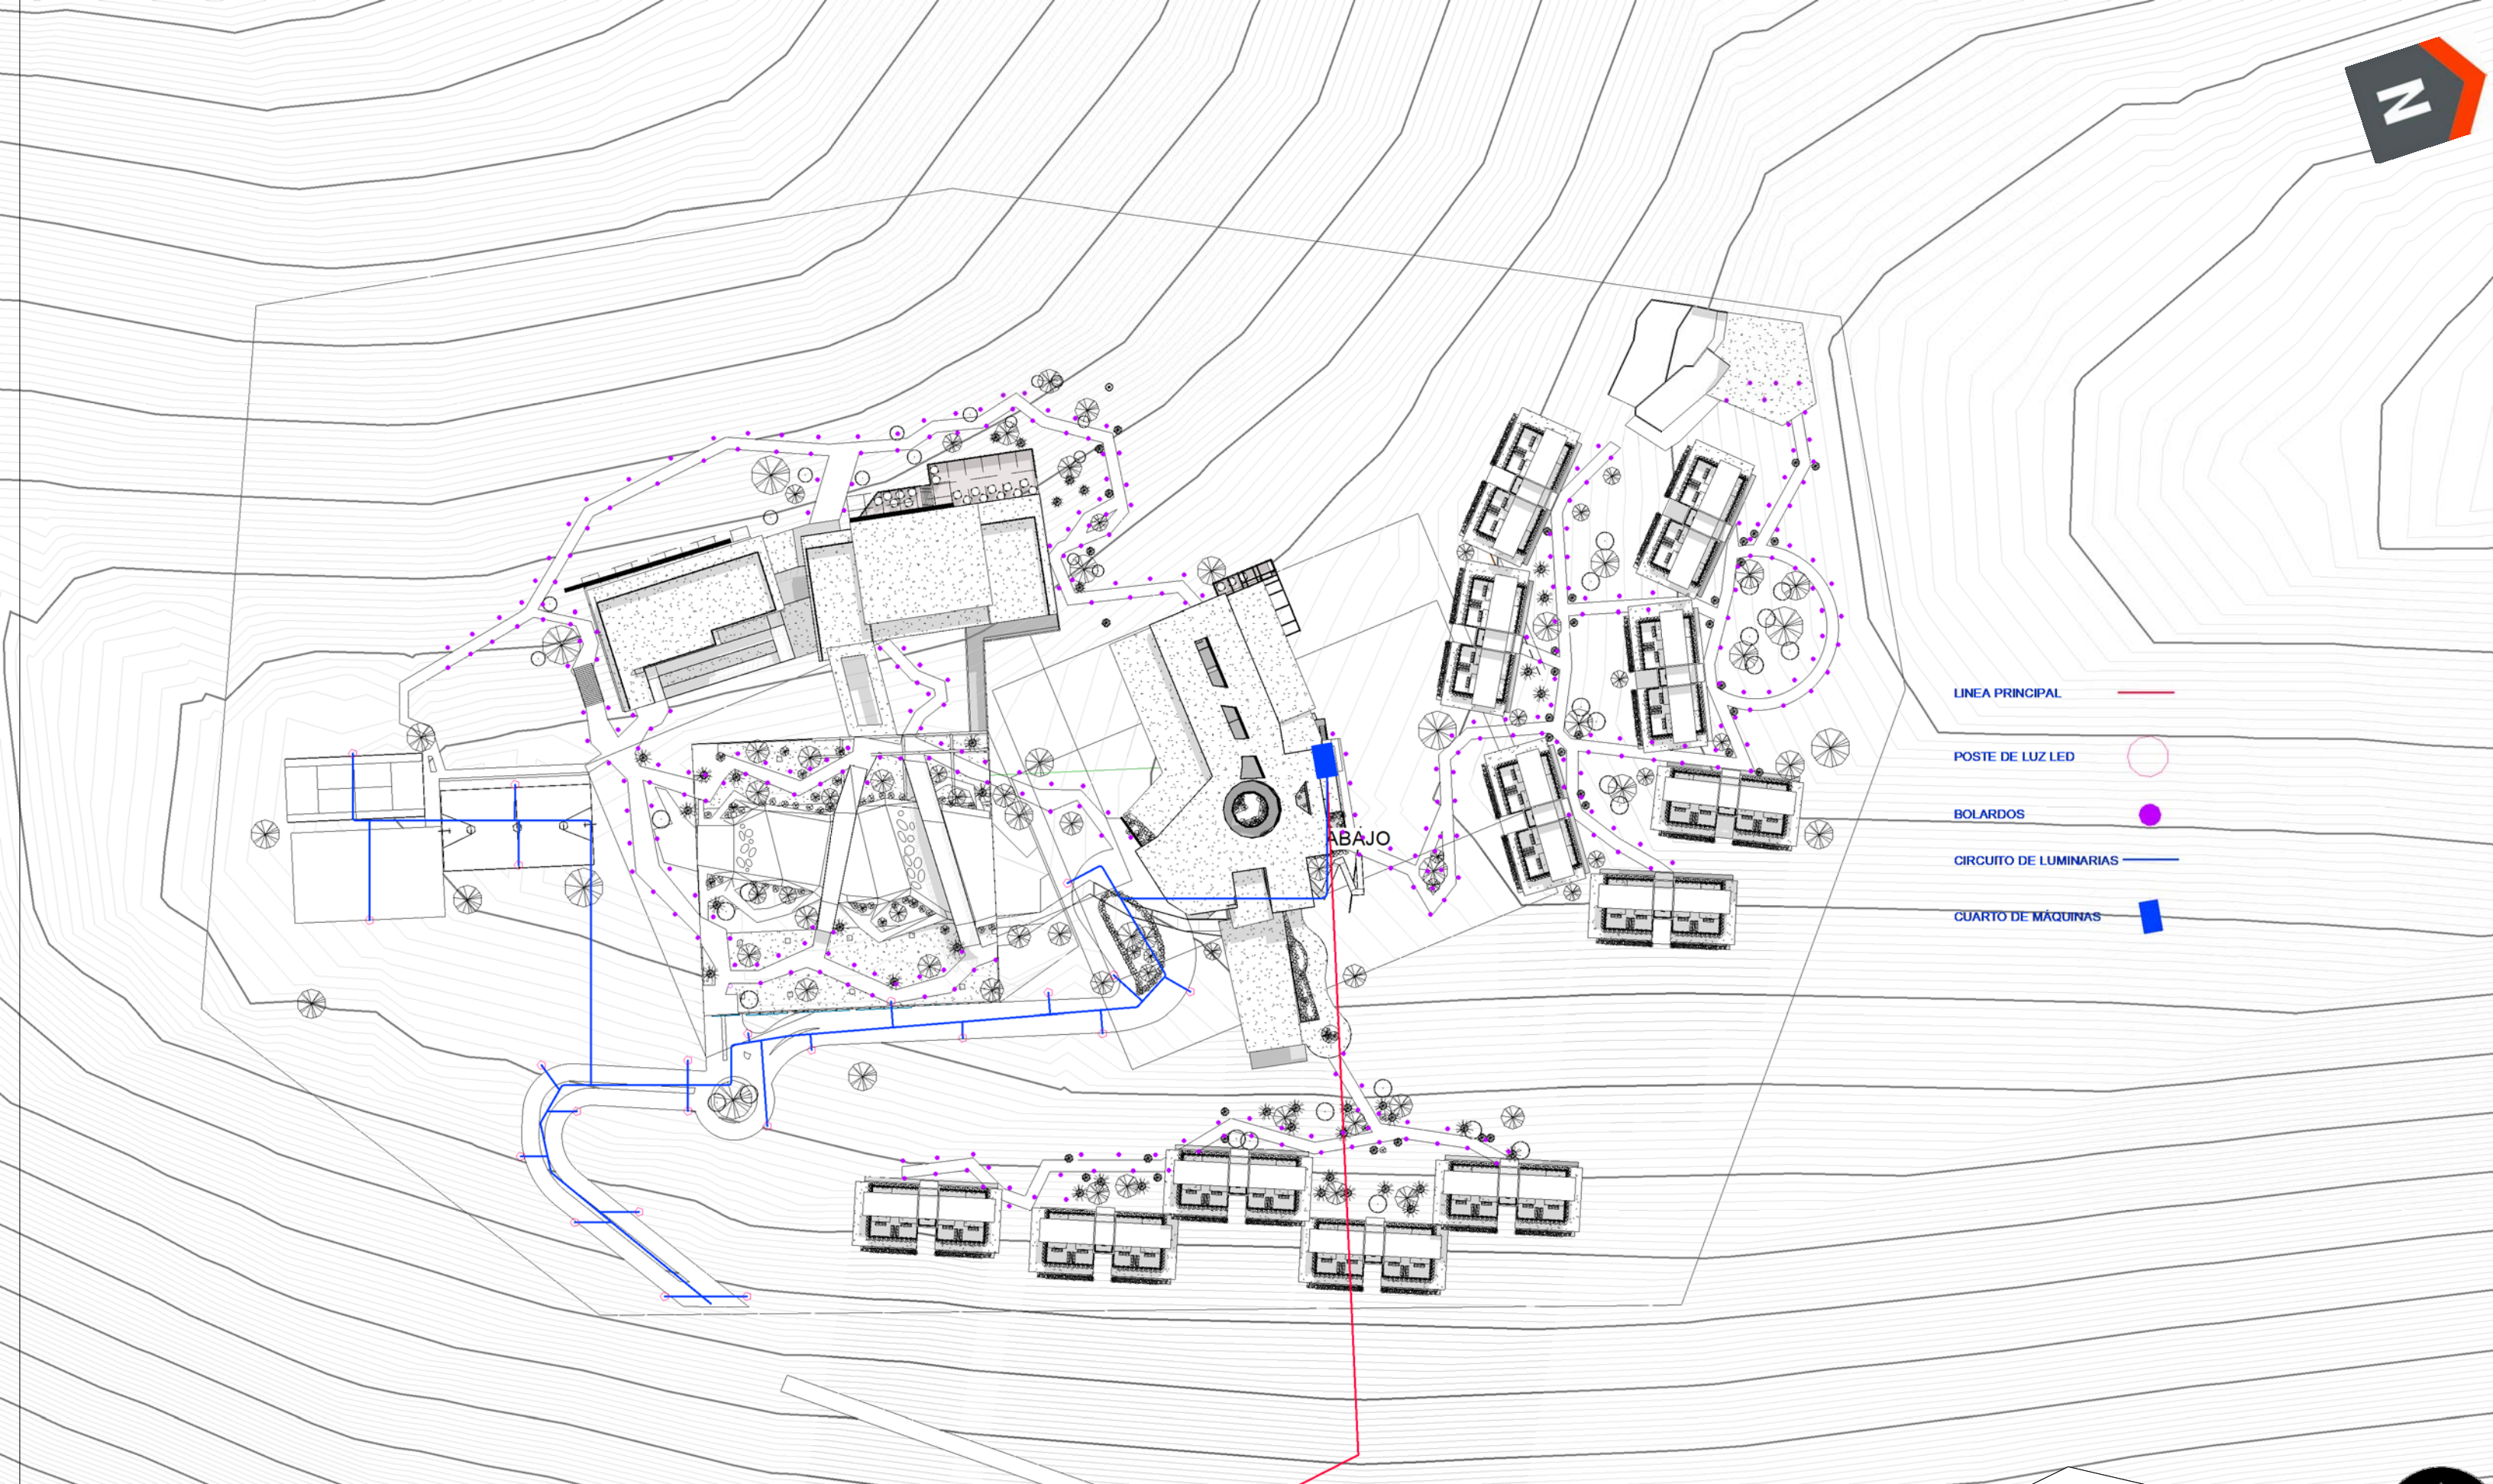 N
LINEA PRINCIPAL
POSTE DE LUZ LED
ABAJO
BOLARDOS
CIRCUITO DE LUMINARIAS
CUARTO DE MÁQUINAS